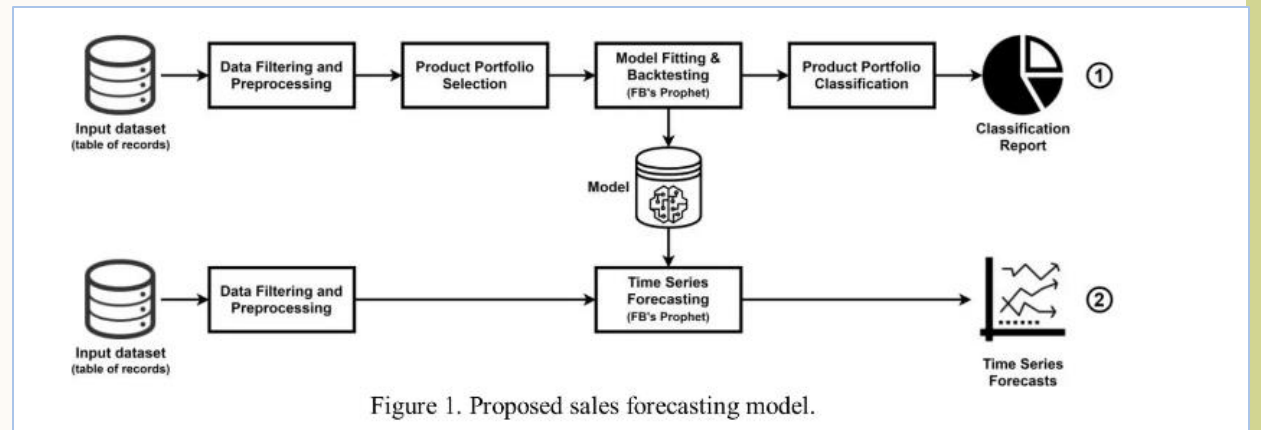 Input dataset
(table of records)
Data Filtering and
Preprocessing
Product Portfolio
Selection
Model Fitting &
Backtesting
(FB's Prophet)
Product Portfolio
Classification
Classification
Report
1
Model
Input dataset
(table of records)
Data Filtering and
Preprocessing
Time Series
Forecasting
(FB's Prophet)
Time Series
Forecasts
2
Figure 1. Proposed sales forecasting model.